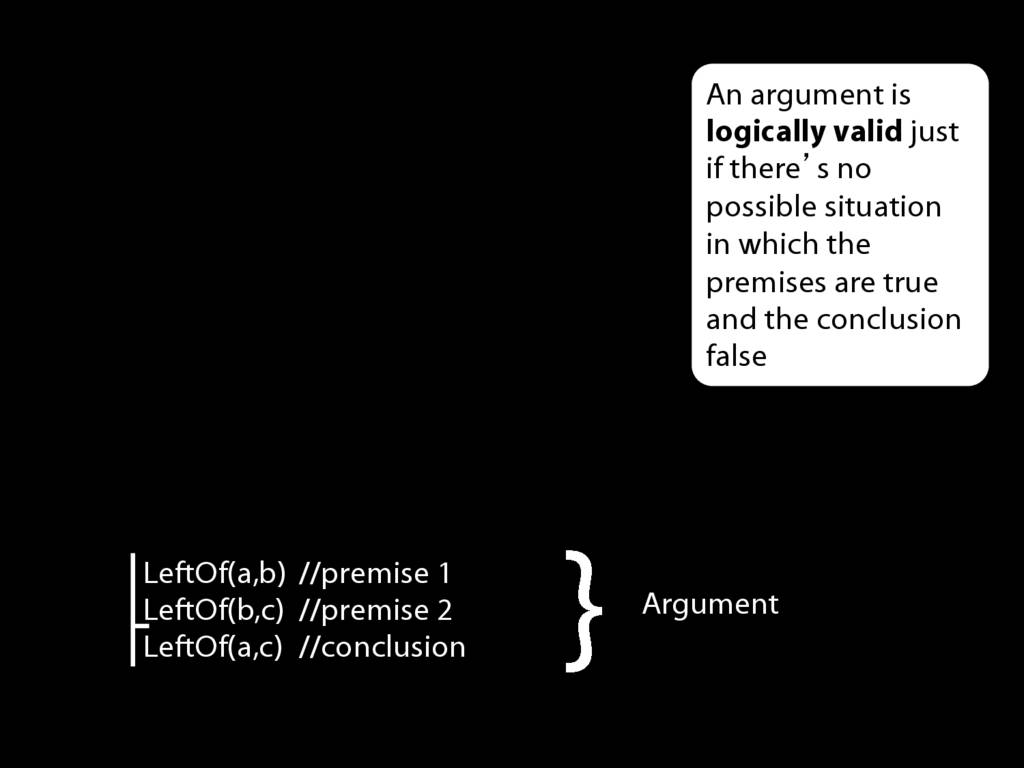 An argument is
logically valid just
if there’s no
possible situation
in which the
premises are true
and the conclusion
false
LeftOf(a,b) //premise 1
LeftOf(b,c) //premise 2
LeftOf(a,c) //conclusion
} Argument